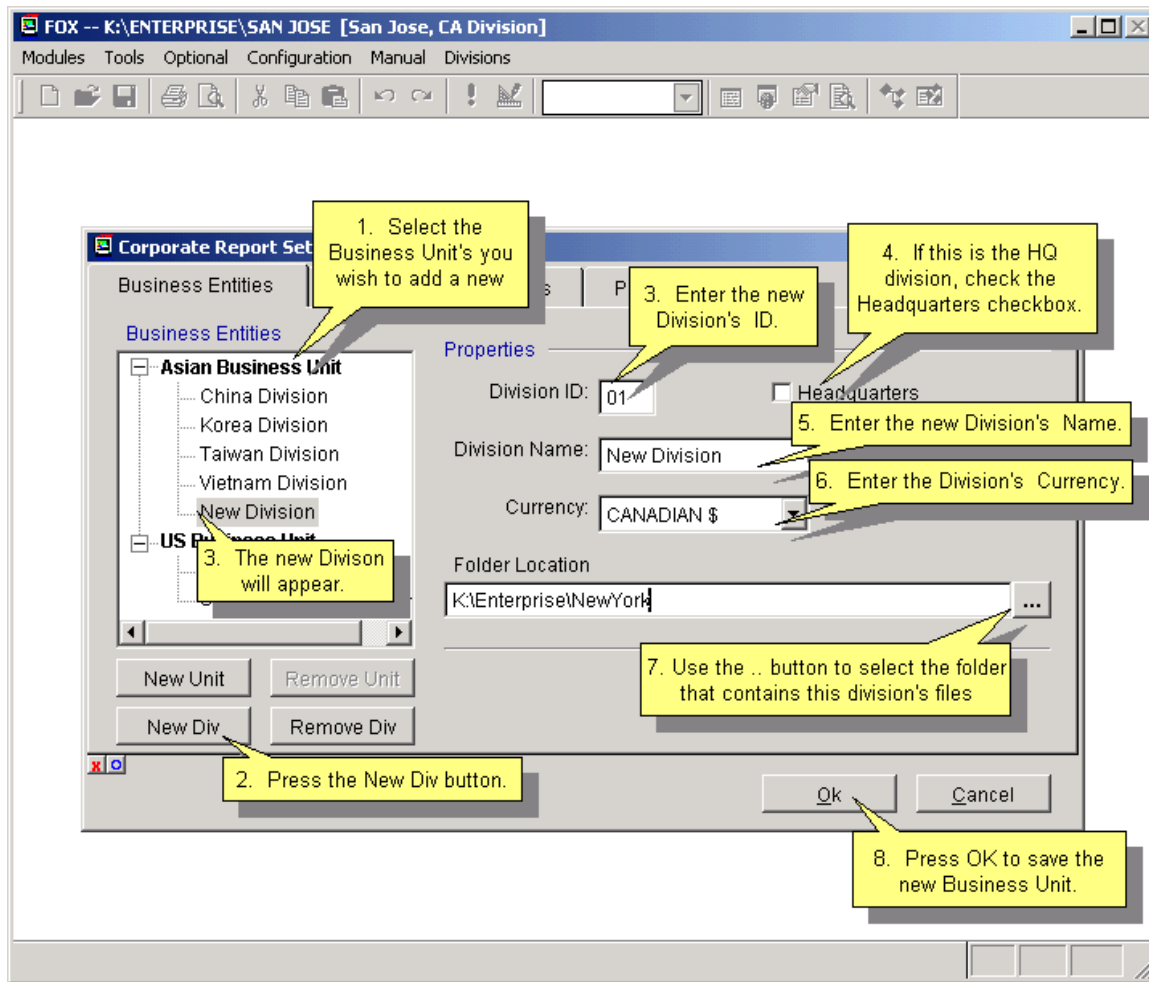 FOX -- K:\ENTERPRISE\SAN JOSE [San Jose, CA Division]
Modules Tools Optional Configuration Manual Divisions
Corporate Report Set
1. Select the
Business Unit's you
wish to add a new
4. If this is the HQ
division, check the
Headquarters checkbox.
Business Entities
3. Enter the new
Division's ID.
Business Entities
Properties
Asian Business Unit
China Division
Korea Division
Taiwan Division
Vietnam Division
New Division
US Business Unit
3. The new Divison
will appear.
Division ID: 01
Headquarters
5. Enter the new Division's Name.
Division Name: New Division
6. Enter the Division's Currency.
Currency: CANADIAN $
Folder Location
K:\Enterprise\NewYork
...
7. Use the .. button to select the folder
that contains this division's files
New Unit Remove Unit
New Div Remove Div
x o
2. Press the New Div button.
Ok Cancel
8. Press OK to save the
new Business Unit.